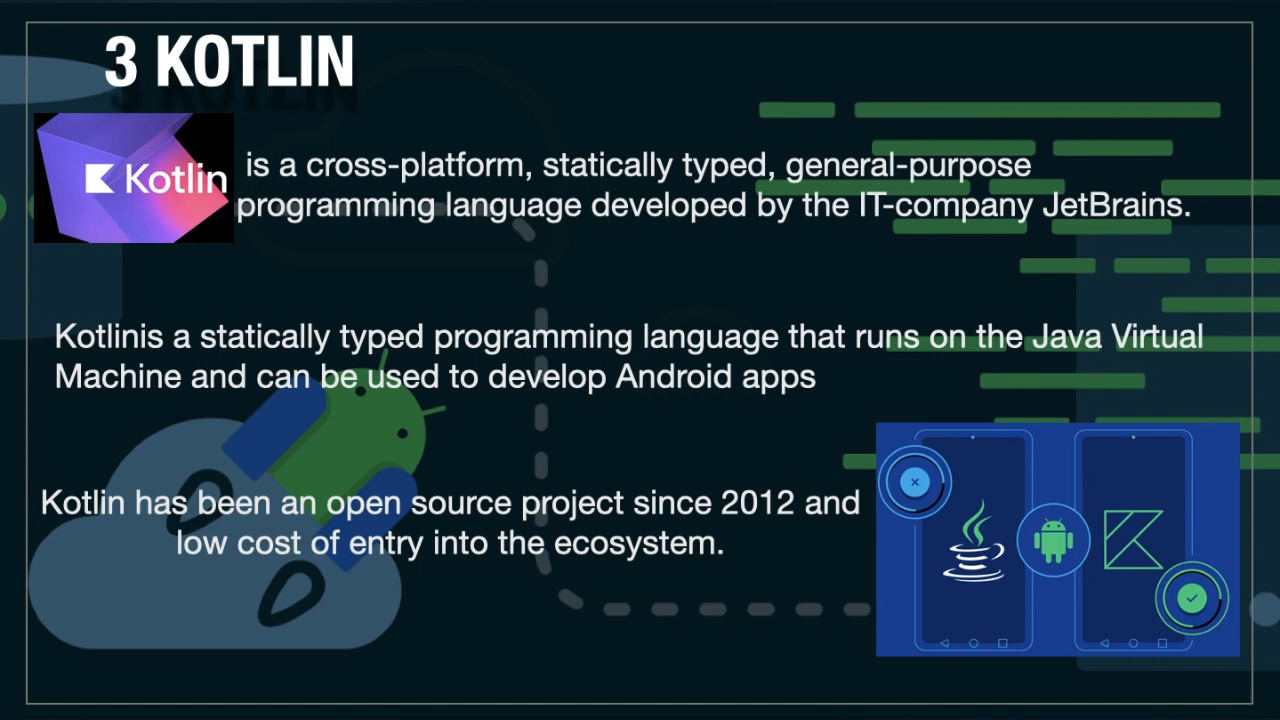 3 KOTLIN
Kotlin
is a cross-platform, statically typed, general-purpose
programming language developed by the IT-company JetBrains.
Kotlinis a statically typed programming language that runs on the Java Virtual
Machine and can be used to develop Android apps
Kotlin has been an open source project since 2012 and
low cost of entry into the ecosystem.